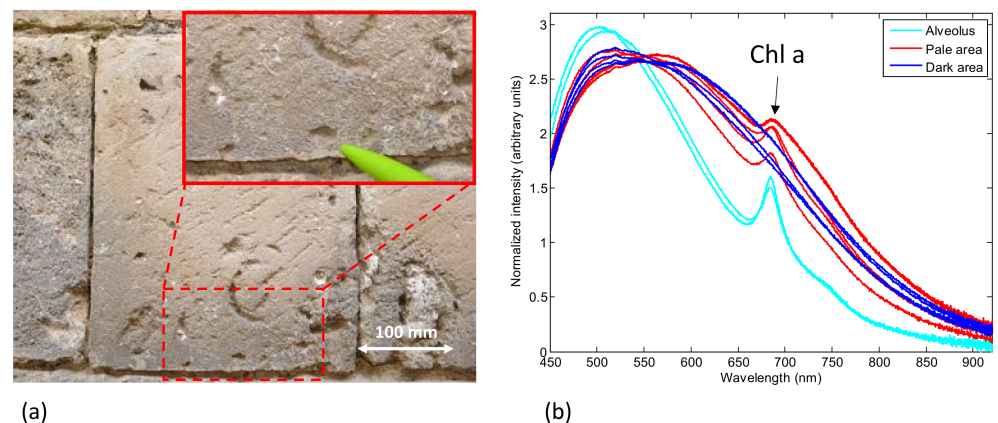 100 mm
(a)
3
2.5
2
1.5
1
0.5
0
450 500 550 600 650 700 750 800 850 900
Normalized intensity (arbitrary units)
Wavelength (nm)
Chl a
Alveolus
Pale area
Dark area
(b)